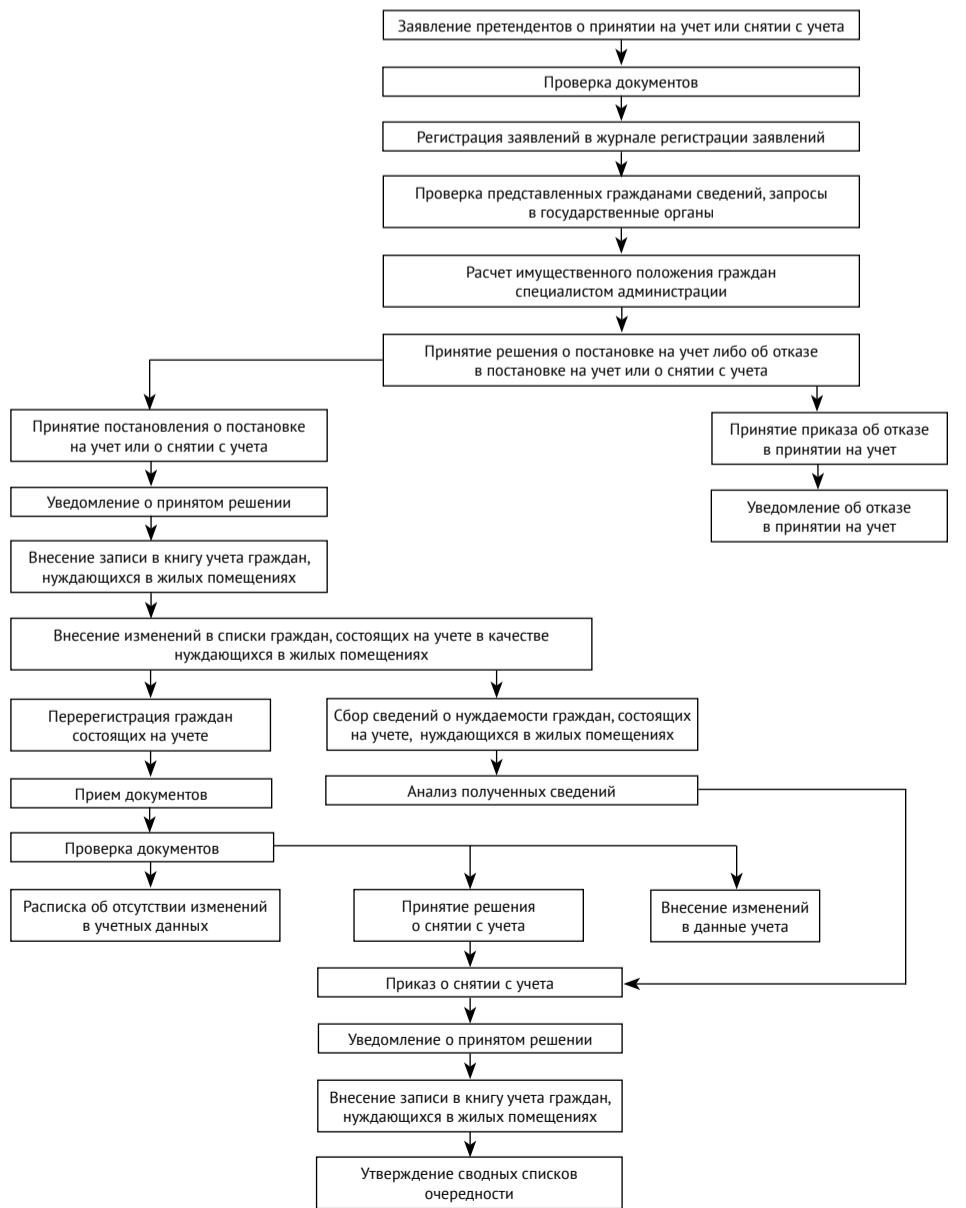 Заявление претендентов о принятии на учет или снятии с учета
Проверка документов
Регистрация заявлений в журнале регистрации заявлений
Проверка представленных гражданами сведений, запросы
в государственные органы
Расчет имущественного положения граждан
специалистом администрации
Принятие решения о постановке на учет либо об отказе
в постановке на учет или о снятии с учета
Принятие постановления о постановке
на учет или о снятии с учета
Принятие приказа об отказе
в принятии на учет
Уведомление о принятом решении
Уведомление об отказе
в принятии на учет
Внесение записи в книгу учета граждан,
нуждающихся в жилых помещениях
Внесение изменений в списки граждан, состоящих на учете в качестве
нуждающихся в жилых помещениях
Перерегистрация граждан
состоящих на учете
Сбор сведений о нуждаемости граждан, состоящих
на учете, нуждающихся в жилых помещениях
Прием документов
Анализ полученных сведений
Проверка документов
Расписка об отсутствии изменений
в учетных данных
Принятие решения
о снятии с учета
Внесение изменений
в данные учета
Приказ о снятии с учета
Уведомление о принятом решении
Внесение записи в книгу учета граждан,
нуждающихся в жилых помещениях
Утверждение сводных списков
очередности